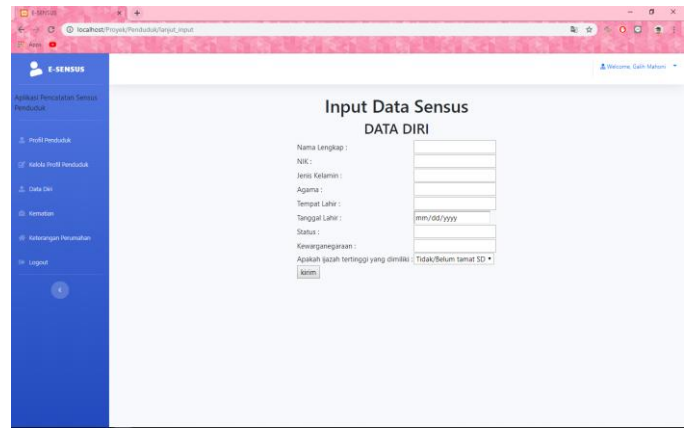 E-SENSUS
localhost/Proyek/Penduduk/lanjut_input
Apps
E-SENSUS
Welcome, Galih
Aplikasi Pencatatan Sensus
Penduduk
Profil Penduduk
Kelola Profil Penduduk
Data Diri
Kematian
Keterangan Perumahan
Logout
Input Data Sensus
DATA DIRI
Nama Lengkap :
NIK :
Jenis Kelamin :
Agama :
Tempat Lahir :
Tanggal Lahir : mm/dd/yyyy
Status :
Kewarganegaraan :
Apakah ijazah tertinggi yang dimiliki : Tidak/Belum tamat SD
kirim